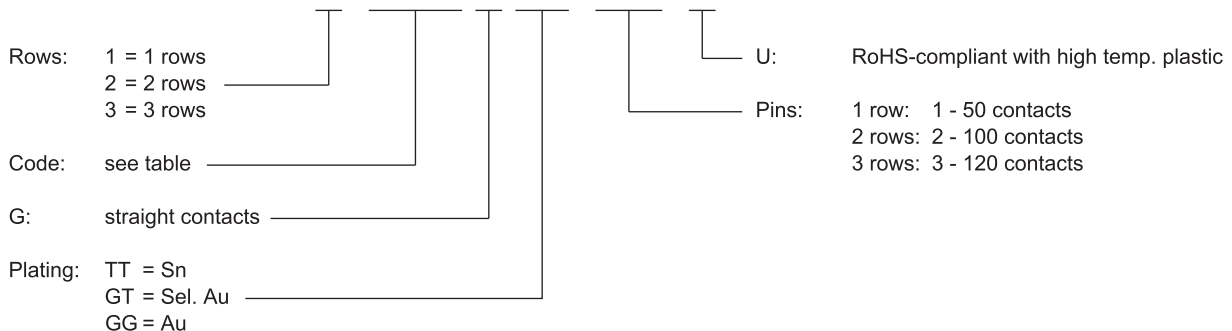 Rows: 1 = 1 rows
2 = 2 rows
3 = 3 rows
Code: see table
G: straight contacts
Plating: TT = Sn
GT = Sel. Au
GG = Au
U: RoHS-compliant with high temp. plastic
Pins: 1 row: 1 - 50 contacts
2 rows: 2 - 100 contacts
3 rows: 3 - 120 contacts